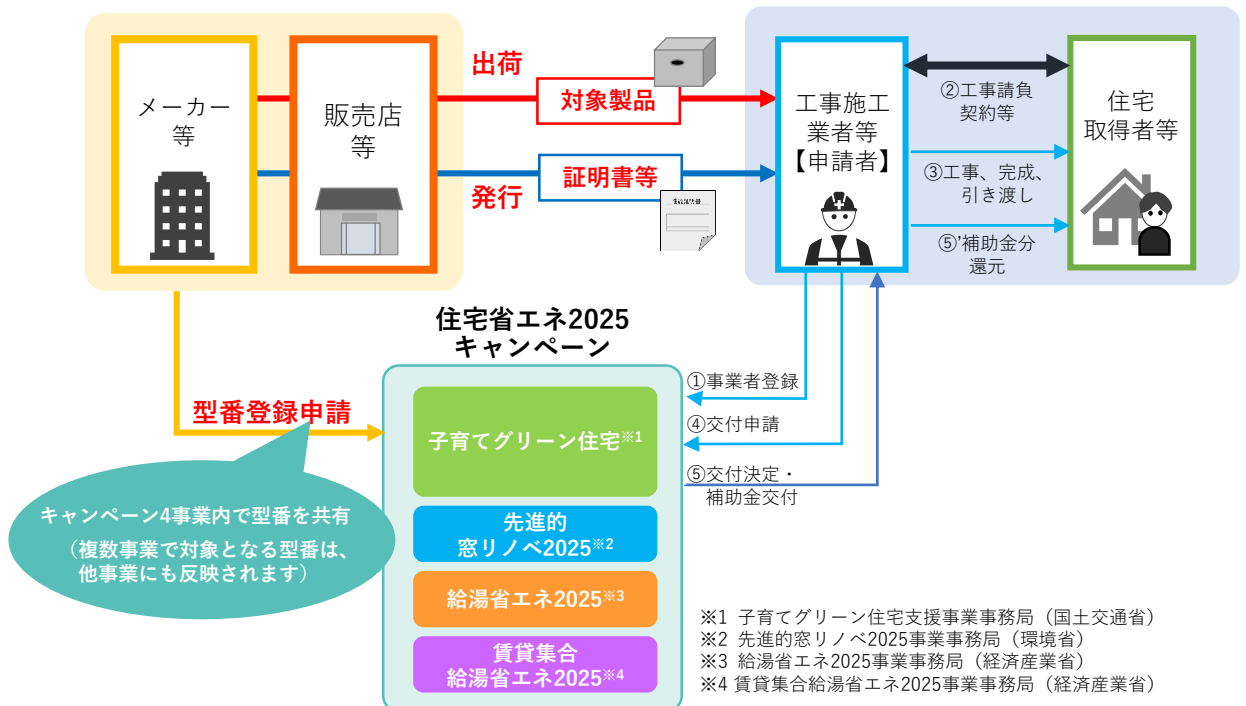 メーカー
等
販売店
等
出荷
対象製品
発行
証明書等
工事施工
業者等
【申請者】
②工事請負
契約等
③工事、完成、
引き渡し
⑤’補助金分
還元
住宅
取得者等
住宅省エネ2025
キャンペーン
型番登録申請
キャンペーン4事業内で型番を共有
（複数事業で対象となる型番は、
他事業にも反映されます）
子育てグリーン住宅※1
先進的
窓リノベ2025※2
給湯省エネ2025※3
賃貸集合
給湯省エネ2025※4
①事業者登録
④交付申請
⑤交付決定・
補助金交付
※1 子育てグリーン住宅支援事業事務局（国土交通省）
※2 先進的窓リノベ2025事業事務局（環境省）
※3 給湯省エネ2025事業事務局（経済産業省）
※4 賃貸集合給湯省エネ2025事業事務局（経済産業省）